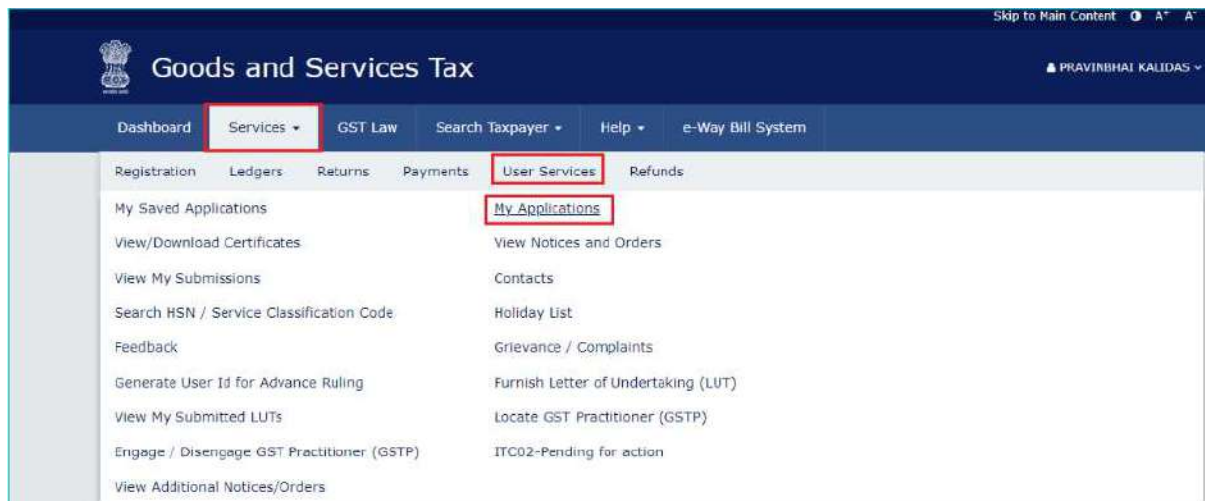 Skip to Main Content A+ A-
Goods and Services Tax
PRAVINBHAI KALIDAS
Dashboard Services GST Law Search Taxpayer Help e-Way Bill System
Registration Ledgers Returns Payments User Services Refunds
My Saved Applications My Applications
View/Download Certificates View Notices and Orders
View My Submissions Contacts
Search HSN / Service Classification Code Holiday List
Feedback Grievance / Complaints
Generate User Id for Advance Ruling Furnish Letter of Undertaking (LUT)
View My Submitted LUTs Locate GST Practitioner (GSTP)
Engage / Disengage GST Practitioner (GSTP) ITC02-Pending for action
View Additional Notices/Orders